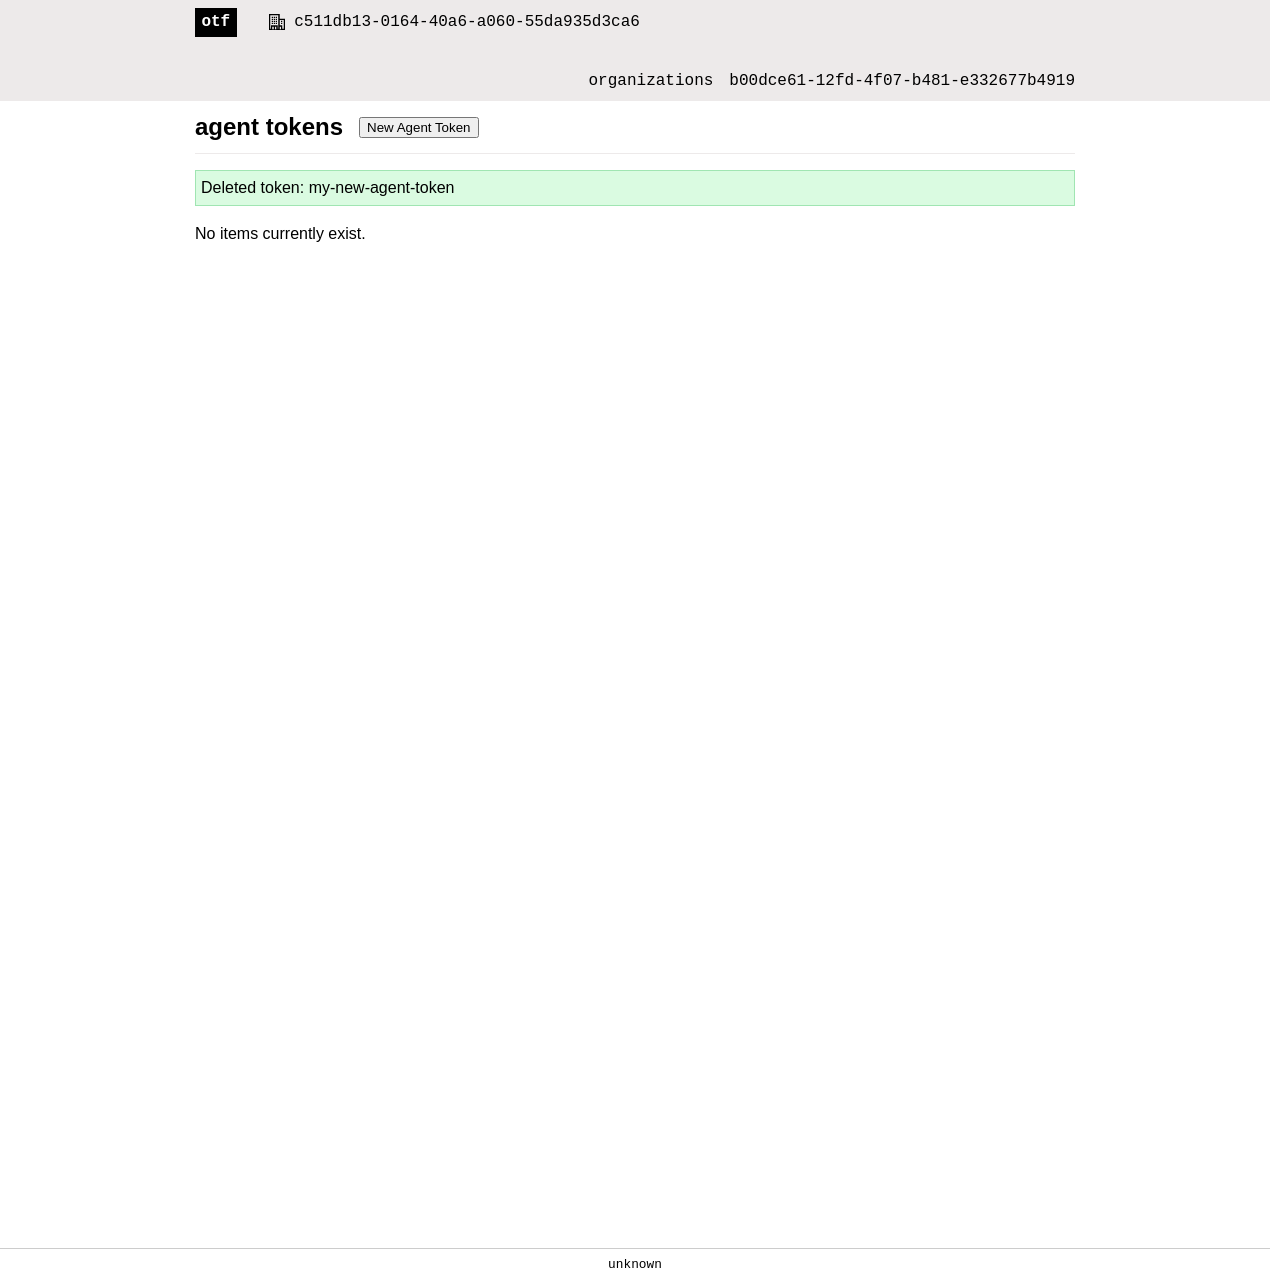 otf c511db13-0164-40a6-a060-55da935d3ca6
organizations b00dce61-12fd-4f07-b481-e332677b4919
agent tokens New Agent Token
Deleted token: my-new-agent-token
No items currently exist.
unknown